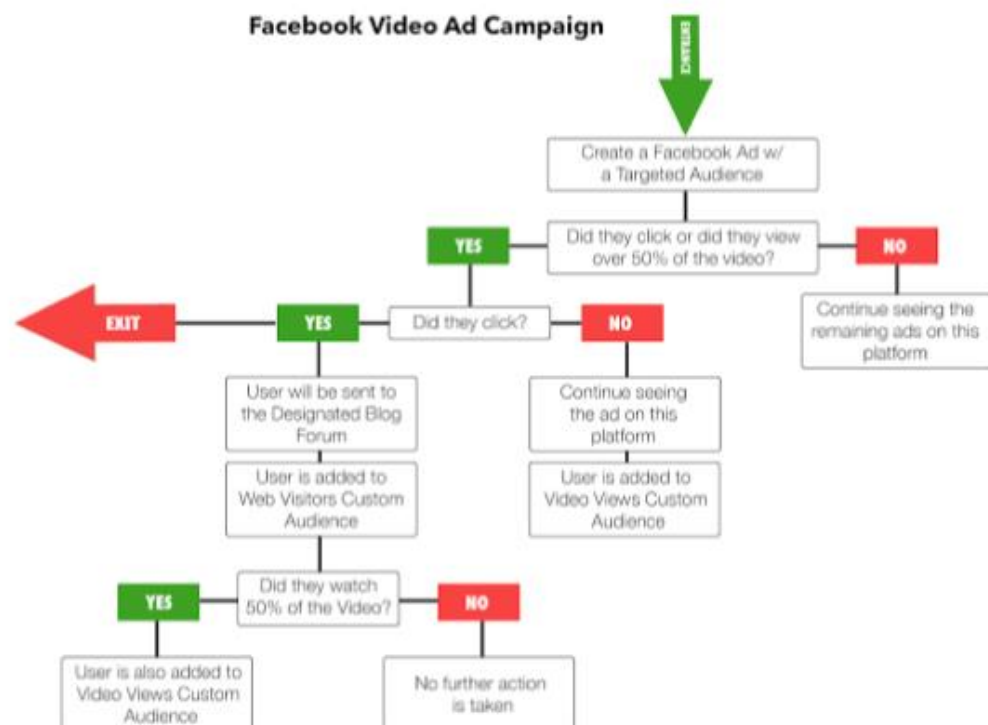 Facebook Video Ad Campaign
ENTRANCE
Create a Facebook Ad w/
a Targeted Audience
YES
Did they click or did they view
over 50% of the video?
NO
EXIT
YES
Did they click?
NO
Continue seeing the
remaining ads on this
platform
User will be sent to
the Designated Blog
Forum
Continue seeing
the ad on this
platform
User is added to
Web Visitors Custom
Audience
User is added to
Video Views Custom
Audience
YES
Did they watch
50% of the Video?
NO
User is also added to
Video Views Custom
Audience
No further action
is taken